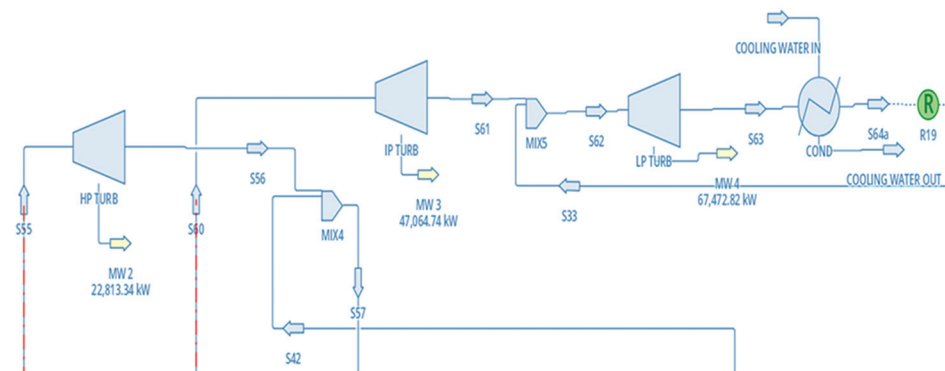 COOLING WATER IN
R
S61
S62
S63
S64a
R19
MIX5
IP TURB
LP TURB
COND
S56
HP TURB
MW 3
47,064.74 kW
MW 4
67,472.82 kW
COOLING WATER OUT
S33
S55
S60
MIX4
MW 2
22,813.34 kW
S57
S42